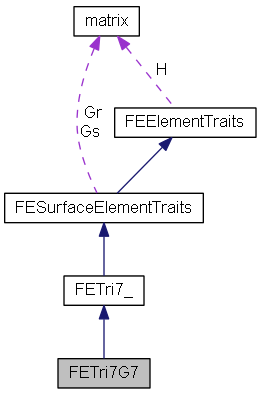 matrix
H
Gr
Gs
FEElementTraits
FESurfaceElementTraits
FETri7_
FETri7G7